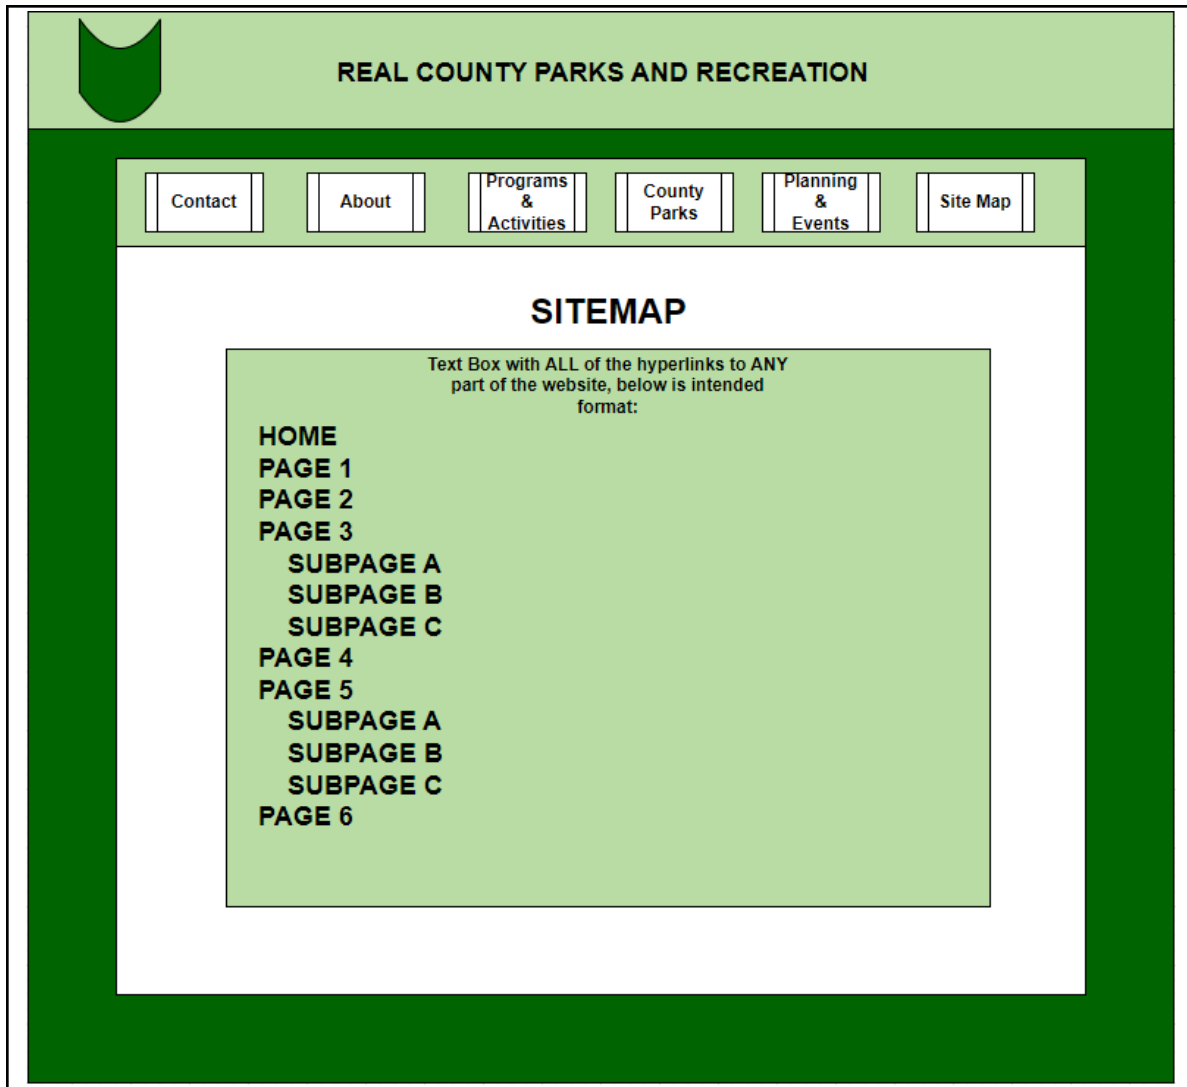 REAL COUNTY PARKS AND RECREATION
Contact
About
Programs
&
Activities
County
Parks
Planning
&
Events
Site Map
SITEMAP
Text Box with ALL of the hyperlinks to ANY
part of the website, below is intended
format:
HOME
PAGE 1
PAGE 2
PAGE 3
SUBPAGE A
SUBPAGE B
SUBPAGE C
PAGE 4
PAGE 5
SUBPAGE A
SUBPAGE B
SUBPAGE C
PAGE 6